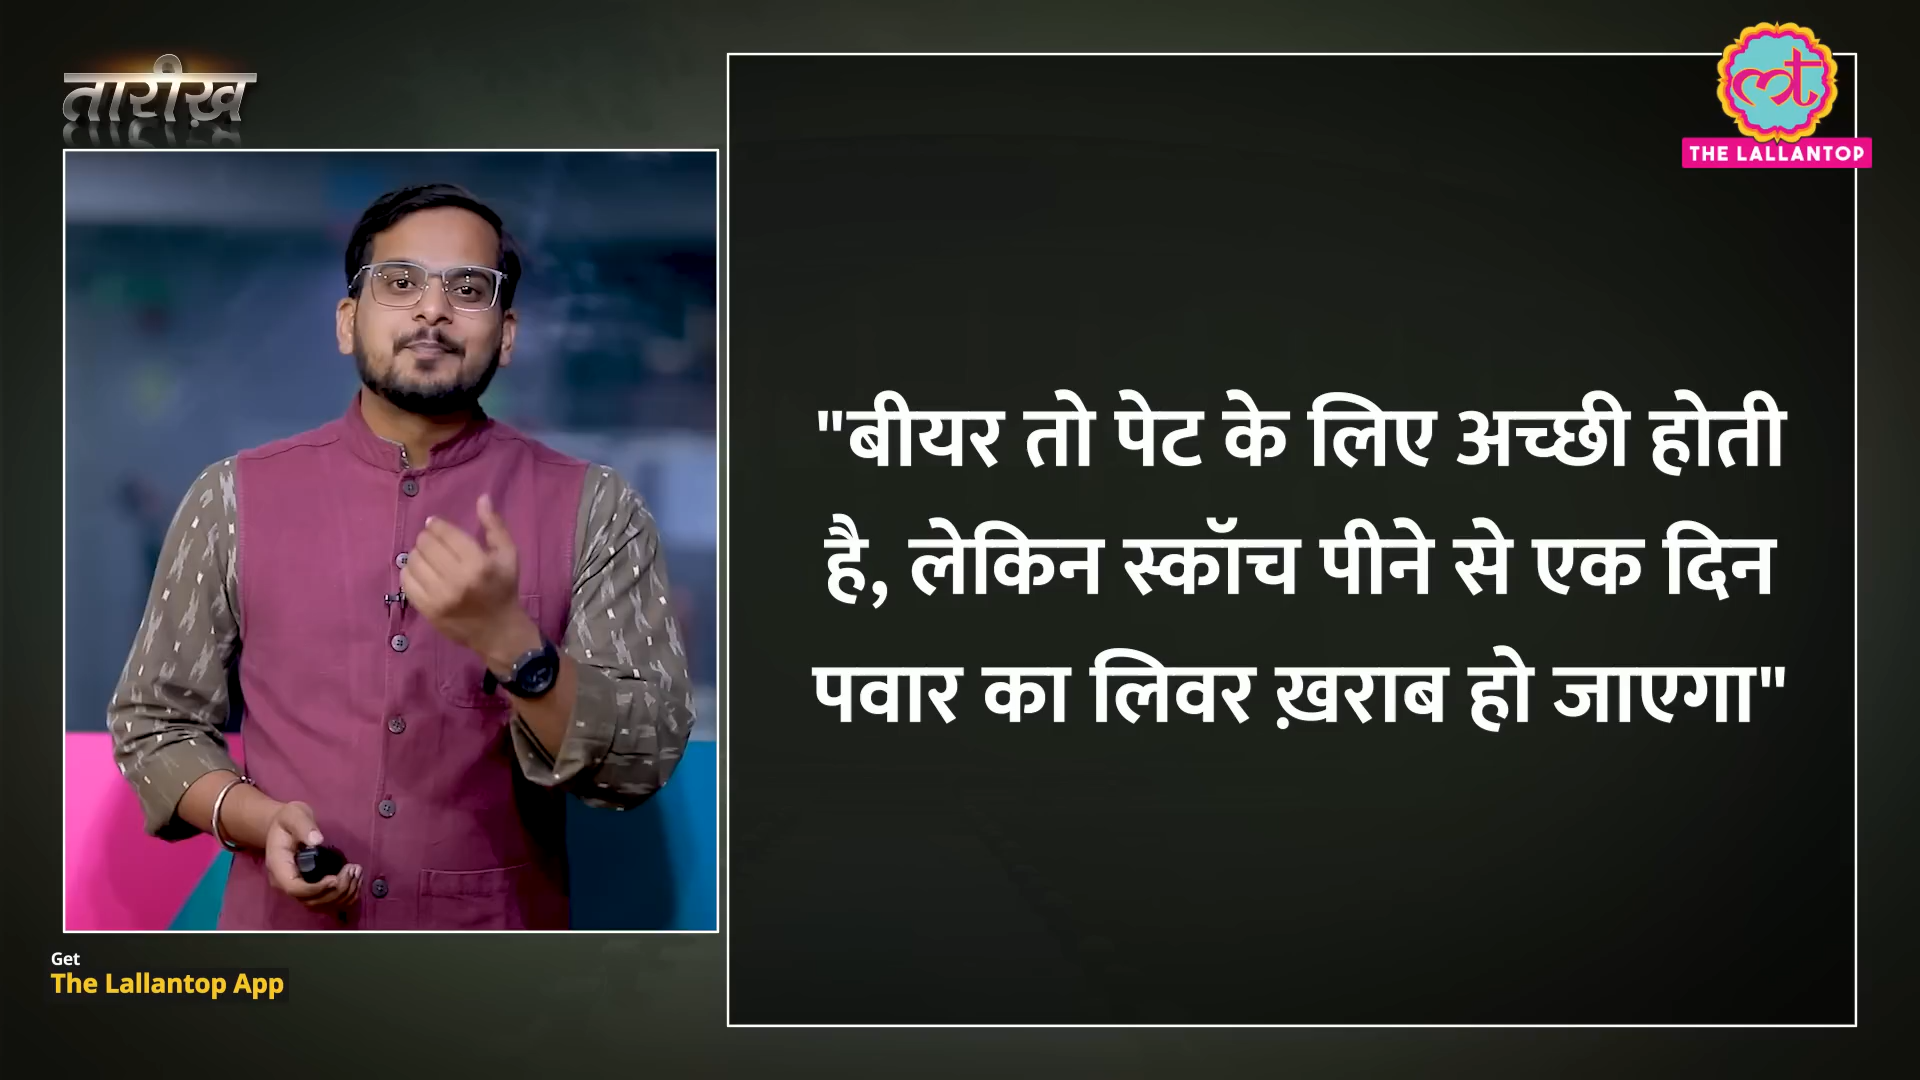 तारीख़
THE LALLANTOP
"बीयर तो पेट के लिए अच्छी होती
है, लेकिन स्कॉच पीने से एक दिन
पवार का लिवर ख़राब हो जाएगा"
Get
The Lallantop App